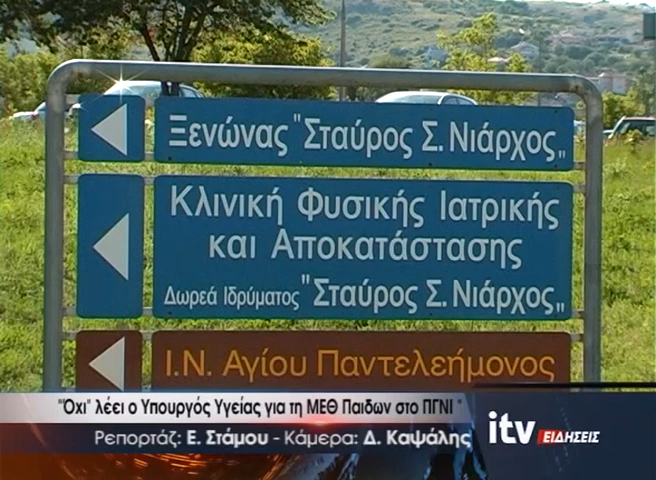 Ξενώνας "Σταύρος Σ. Νιάρχος"
Κλινική Φυσικής Ιατρικής
και Αποκατάστασης
Δωρεά Ιδρύματος "Σταύρος Σ. Νιάρχος"
Ι.Ν. Αγίου Παντελεήμονος
"Όχι" λέει ο Υπουργός Υγείας για τη ΜΕΘ Παιδων στο ΠΓΝΙ "
Ρεπορτάζ: Ε. Στάμου - Κάμερα: Δ. Καψάλης
itv ΕΙΔΗΣΕΙΣ